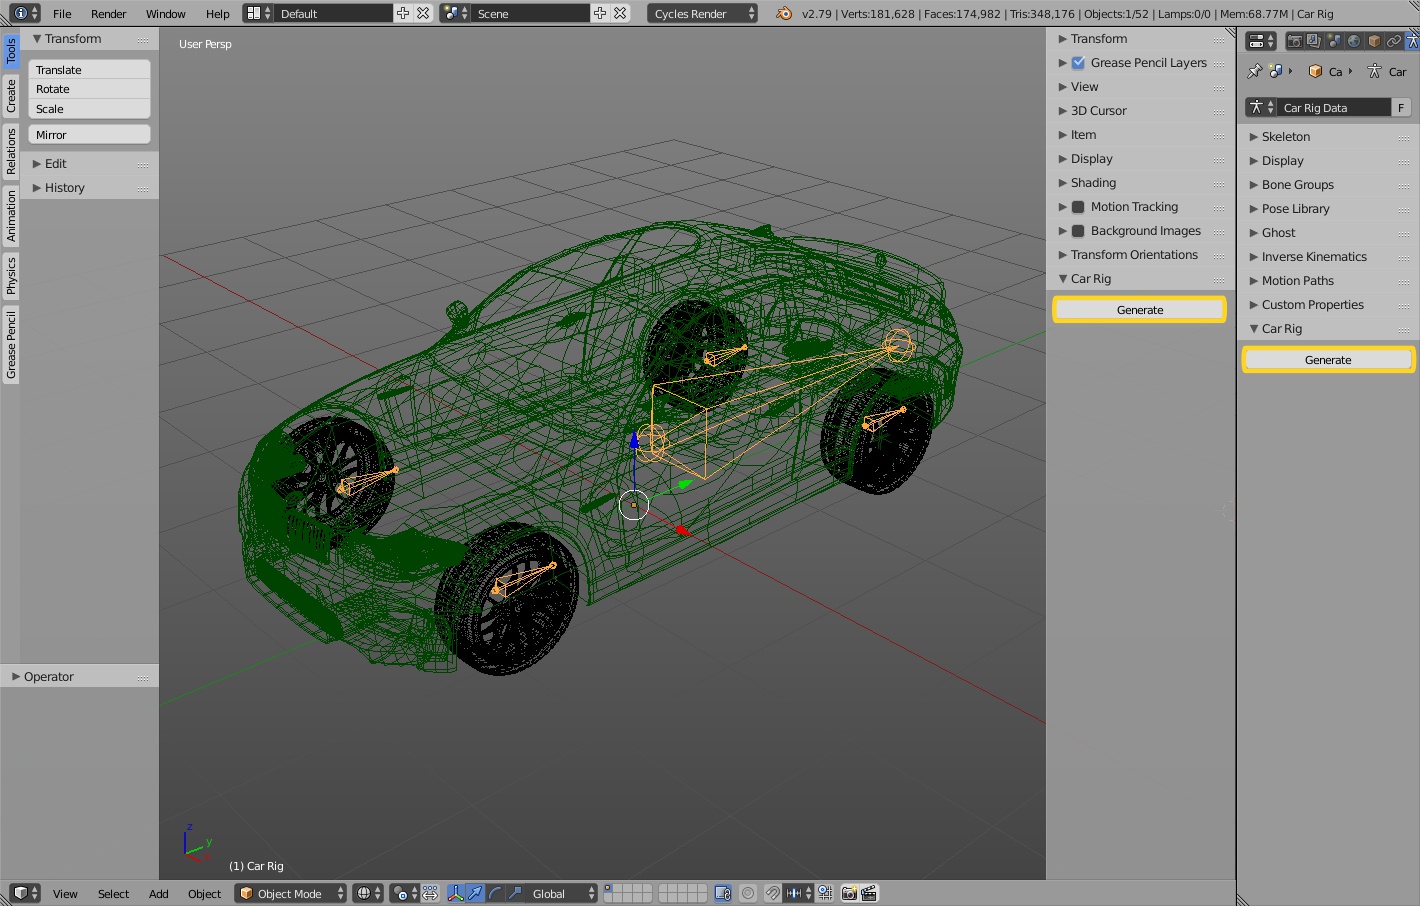 File Render Window Help Default Scene Cycles Render v2.79 | Verts:181,628 | Faces:174,982 | Tris:348,176 | Objects:1/52 | Lamps:0/0 | Mem:68.77M | Car Rig
Tools
Create
Relations
Animation
Physics
Grease Pencil
Transform
Translate
Rotate
Scale
Mirror
Edit
History
Operator
User Persp
z
y
(1) Car Rig
Transform
Grease Pencil Layers
View
3D Cursor
Item
Display
Shading
Motion Tracking
Background Images
Transform Orientations
Car Rig
Generate
Ca Car
Car Rig Data F
Skeleton
Display
Bone Groups
Pose Library
Ghost
Inverse Kinematics
Motion Paths
Custom Properties
Car Rig
Generate
View Select Add Object Object Mode Global